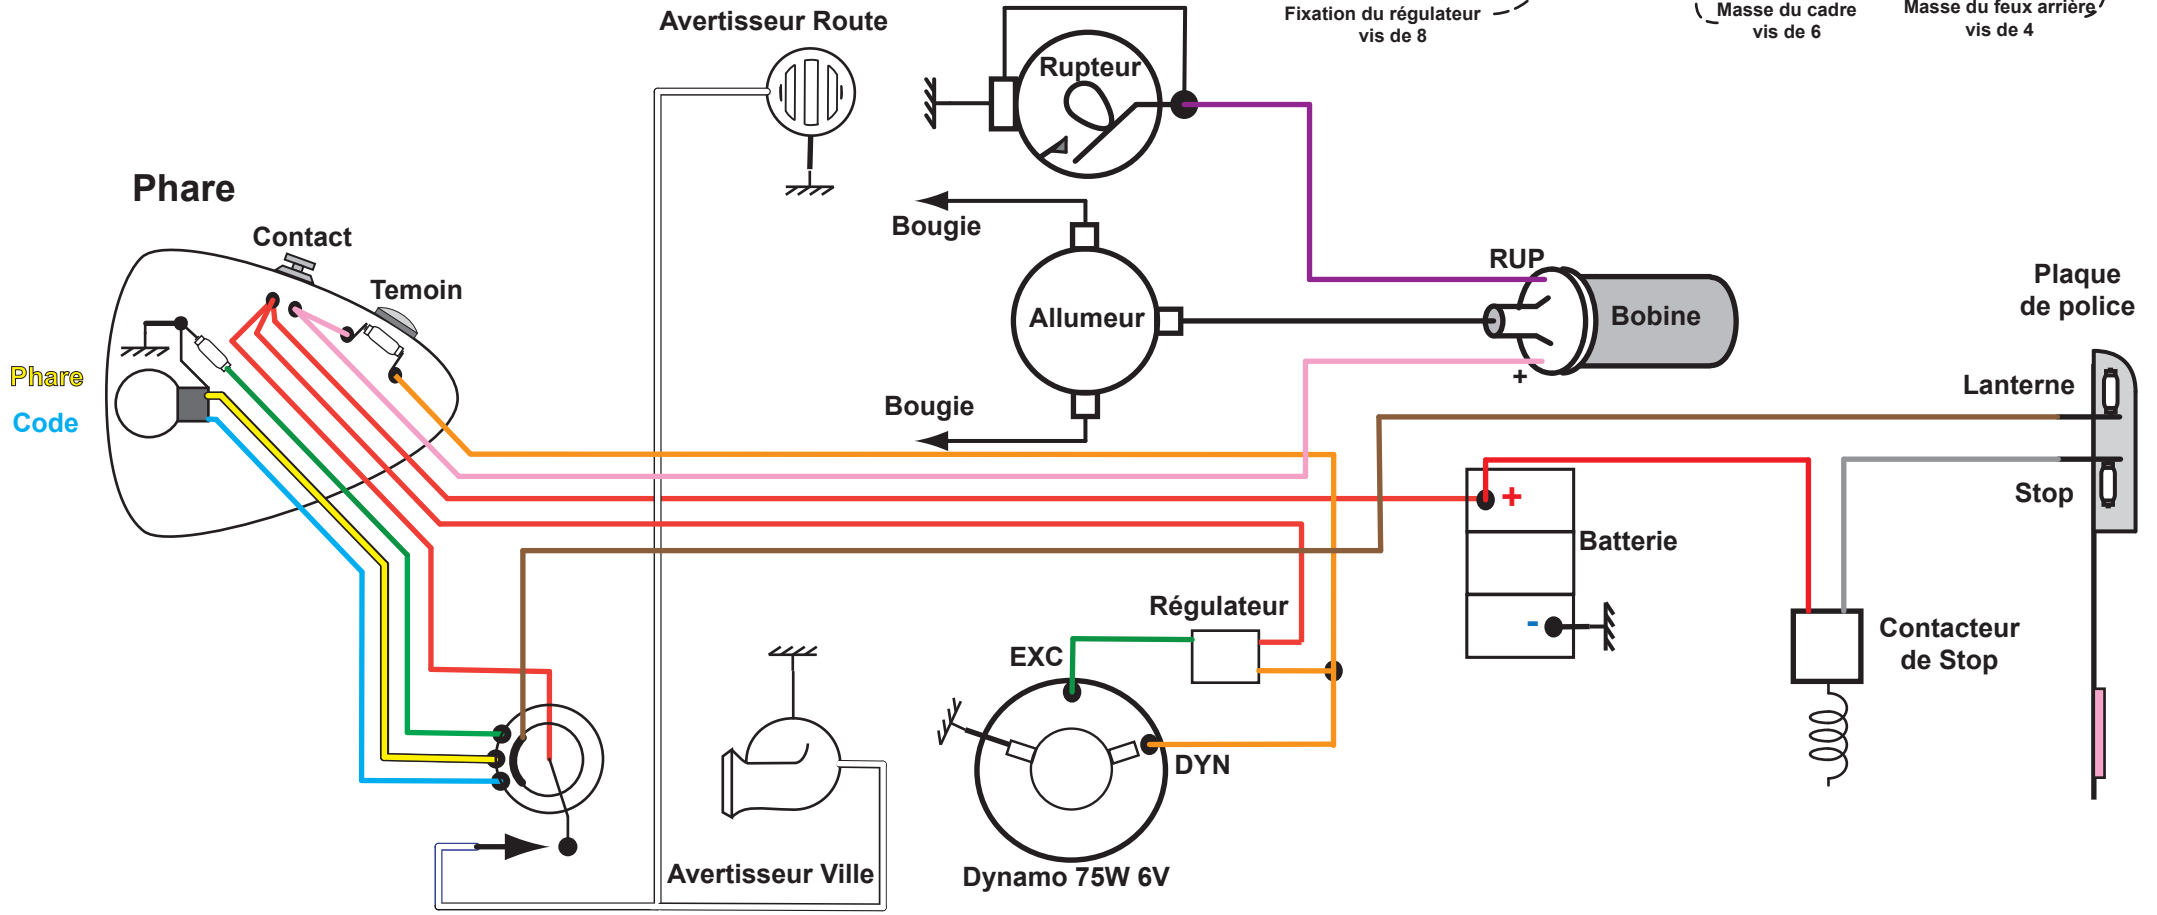 Avertisseur Route
Fixation du régulateur
vis de 8
Masse du cadre
vis de 6
Masse du feux arrière
vis de 4
Rupteur
Phare
Contact
Temoin
Bougie
RUP
Bobine
Allumeur
+
Plaque
de police
Phare
Code
Lanterne
Bougie
Stop
+
Batterie
-
Régulateur
EXC
DYN
Contacteur
de Stop
Avertisseur Ville
Dynamo 75W 6V